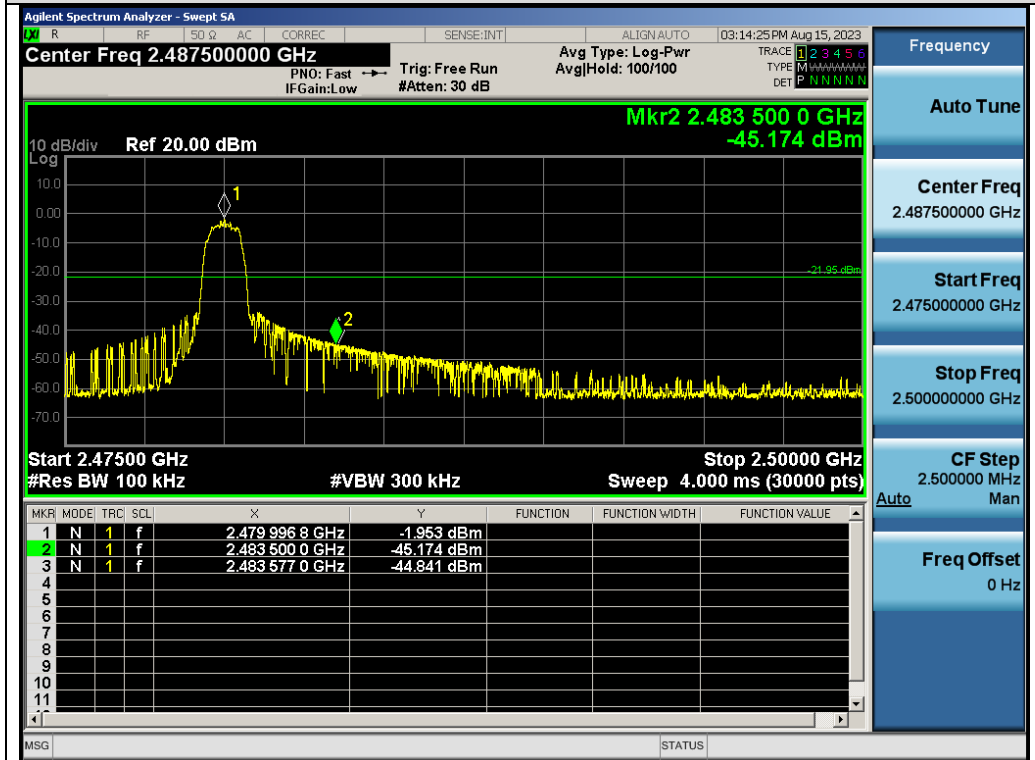 Agilent Spectrum Analyzer - Swept SA
LXI R RF 50 Ω AC CORREC SENSE:INT ALIGN AUTO 03:14:25 PM Aug 15, 2023
Center Freq 2.487500000 GHz
PNO: Fast
IFGain:Low
Trig: Free Run
#Atten: 30 dB
Avg Type: Log-Pwr
Avg|Hold: 100/100
TRACE 1 2 3 4 5 6
TYPE M W W W W W
DET P N N N N N
Mkr2 2.483 500 0 GHz
-45.174 dBm
10 dB/div Ref 20.00 dBm
Log
10.0
0.00
-10.0
-20.0
-30.0
-40.0
-50.0
-60.0
-70.0
1
2
-21.95 dBm
Start 2.47500 GHz Stop 2.50000 GHz
#Res BW 100 kHz #VBW 300 kHz Sweep 4.000 ms (30000 pts)
MKR MODE TRC SCL X Y FUNCTION FUNCTION WIDTH FUNCTION VALUE
1 N 1 f 2.479 996 8 GHz -1.953 dBm
2 N 1 f 2.483 500 0 GHz -45.174 dBm
3 N 1 f 2.483 577 0 GHz -44.841 dBm
4
5
6
7
8
9
10
11
MSG STATUS
Frequency
Auto Tune
Center Freq
2.487500000 GHz
Start Freq
2.475000000 GHz
Stop Freq
2.500000000 GHz
CF Step
2.500000 MHz
Auto Man
Freq Offset
0 Hz